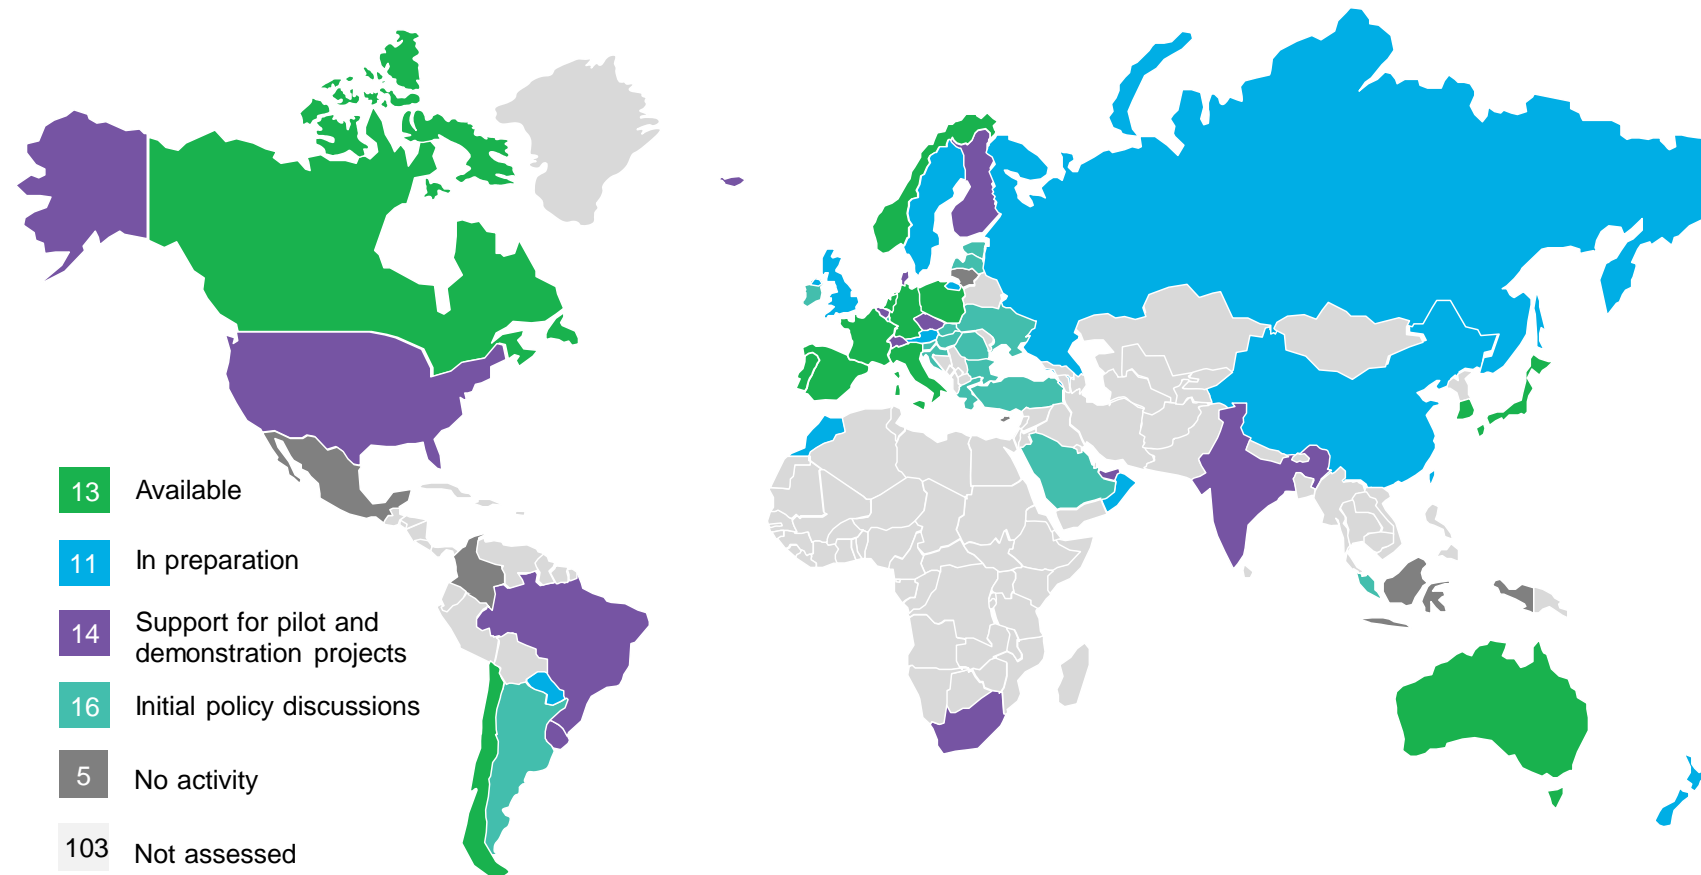 13 Available
11 In preparation
14 Support for pilot and
demonstration projects
16 Initial policy discussions
5 No activity
103 Not assessed